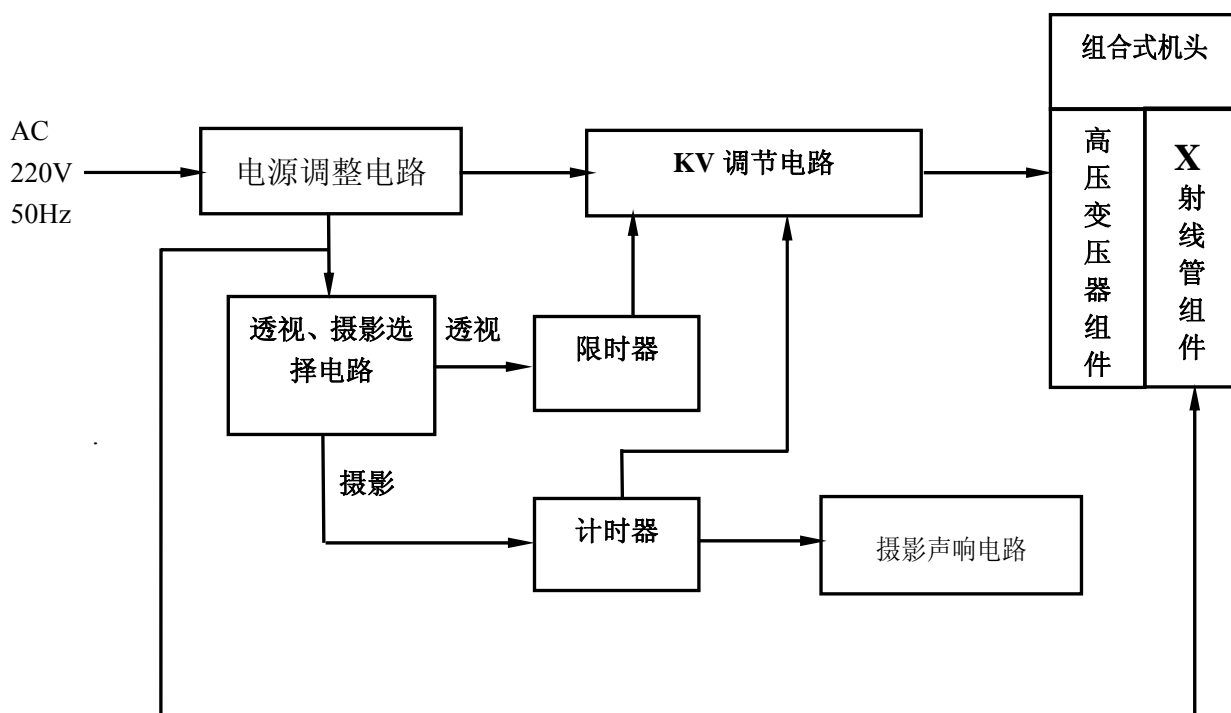 组合式机头
AC
220V
50Hz
电源调整电路
KV 调节电路
高压变压器组件
X射线管组件
透视、摄影选
择电路
透视
限时器
摄影
计时器
摄影声响电路